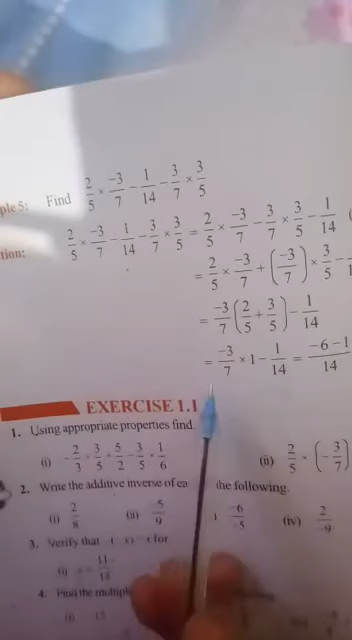 ple 5: Find 2/5 × -3/7 - 1/14 - 3/7 × 3/5
tion: 2/5 × -3/7 - 1/14 - 3/7 × 3/5 = 2/5 × -3/7 - 3/7 × 3/5 - 1/14
= 2/5 × -3/7 + (-3/7) × 3/5 -
= -3/7 (2/5 + 3/5) - 1/14
= -3/7 × 1 - 1/14 = -6 - 1/14
EXERCISE 1.1
1. Using appropriate properties find.
(i) -2/3 × 3/5 + 5/2 - 3/5 × 1/6 (ii) 2/5 × (-3/7)
2. Write the additive inverse of ea the following.
(i) 2/8 (ii) -5/9 -6/-5 (iv) 2/-9
3. Verify that for
(i) x = 11/
4. Find the multipl
(i)